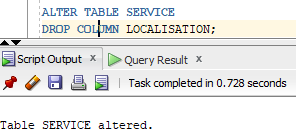 ALTER TABLE SERVICE
DROP COLUMN LOCALISATION;
Script Output × Query Result ×
Task completed in 0.728 seconds
Table SERVICE altered.